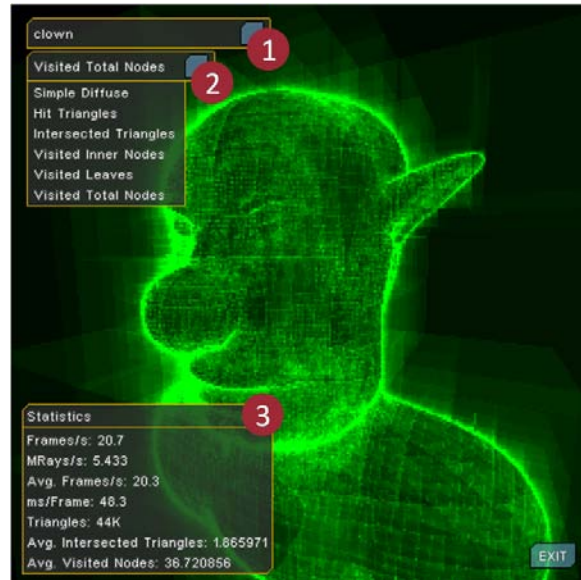 clown
1
Visited Total Nodes
2
Simple Diffuse
Hit Triangles
Intersected Triangles
Visited Inner Nodes
Visited Leaves
Visited Total Nodes
Statistics
3
Frames/s: 20.7
MRays/s: 5.433
Avg. Frames/s: 20.3
ms/Frame: 48.3
Triangles: 44K
Avg. Intersected Triangles: 1.865971
Avg. Visited Nodes: 36.720856
EXIT